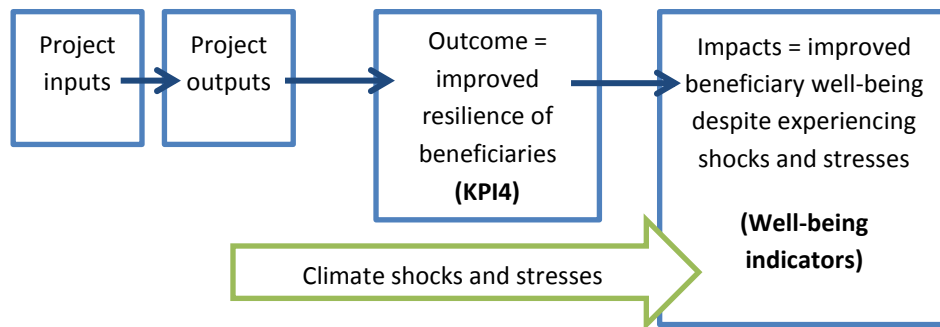 Project
inputs
Project
outputs
Outcome =
improved
resilience of
beneficiaries
(KPI4)
Impacts = improved
beneficiary well-being
despite experiencing
shocks and stresses
(Well-being
indicators)
Climate shocks and stresses